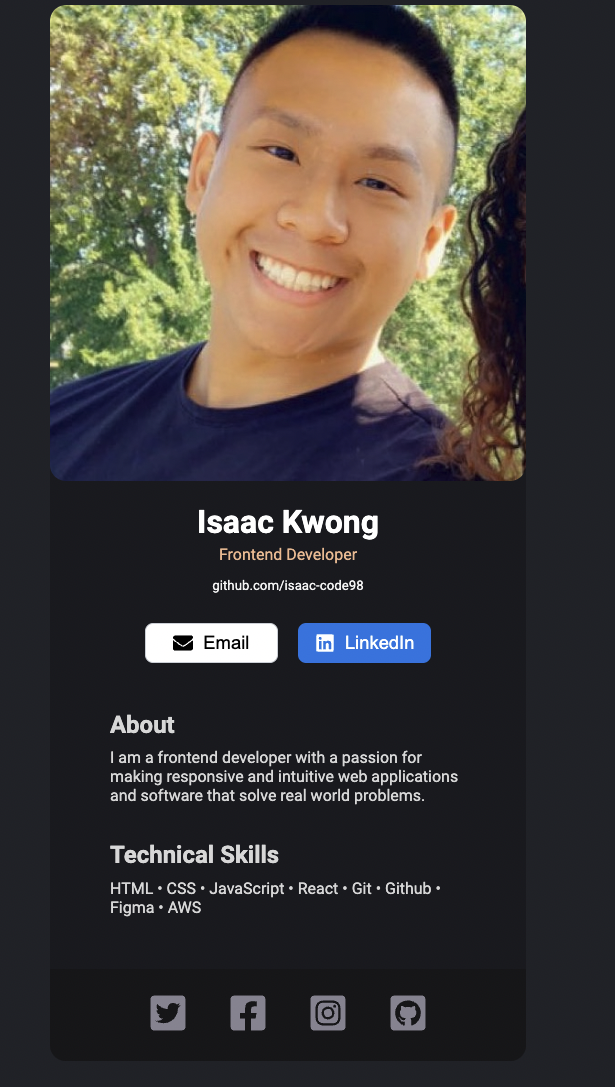 Isaac Kwong
Frontend Developer
github.com/isaac-code98
Email
LinkedIn
About
I am a frontend developer with a passion for
making responsive and intuitive web applications
and software that solve real world problems.
Technical Skills
HTML • CSS • JavaScript • React • Git • Github •
Figma • AWS